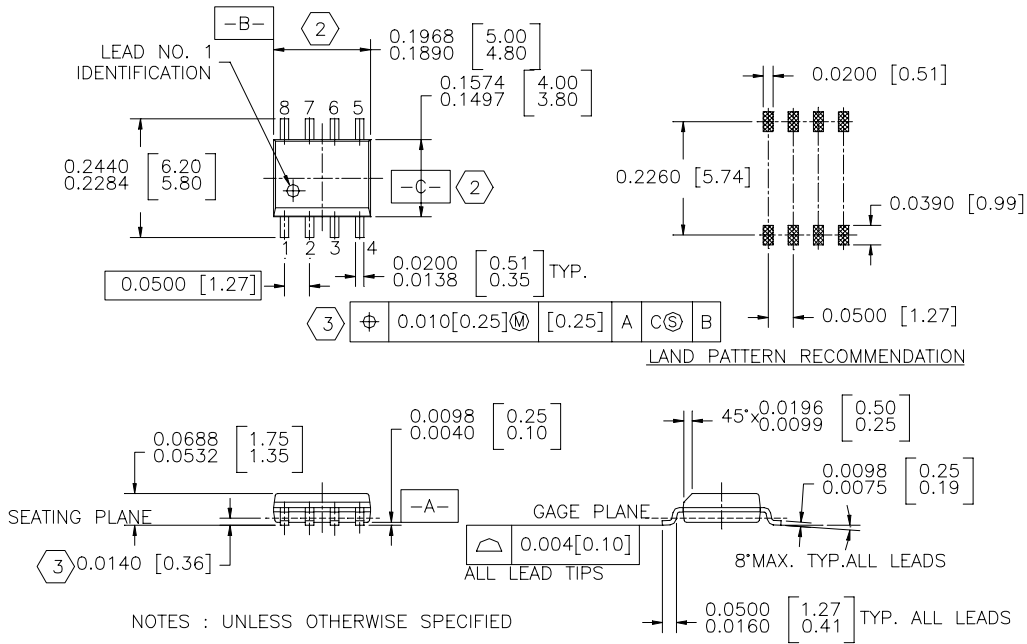 -B-
2
0.1968 [5.00]
0.1890 [4.80]
LEAD NO. 1
IDENTIFICATION
0.1574 [4.00]
0.1497 [3.80]
0.0200 [0.51]
8 7 6 5
0.2440 [6.20]
0.2284 [5.80]
-C-
2
0.2260 [5.74]
0.0390 [0.99]
1 2 3 4
0.0500 [1.27]
0.0200 [0.51]
0.0138 [0.35]
TYP.
0.0500 [1.27]
3
⌖ 0.010[0.25]Ⓜ [0.25] A CⓈ B
LAND PATTERN RECOMMENDATION
0.0688 [1.75]
0.0532 [1.35]
0.0098 [0.25]
0.0040 [0.10]
45°x 0.0196 [0.50]
0.0099 [0.25]
0.0098 [0.25]
0.0075 [0.19]
-A-
SEATING PLANE
GAGE PLANE
⌓ 0.004[0.10]
ALL LEAD TIPS
3
0.0140 [0.36]
8°MAX. TYP.ALL LEADS
0.0500 [1.27]
0.0160 [0.41]
TYP. ALL LEADS
NOTES : UNLESS OTHERWISE SPECIFIED